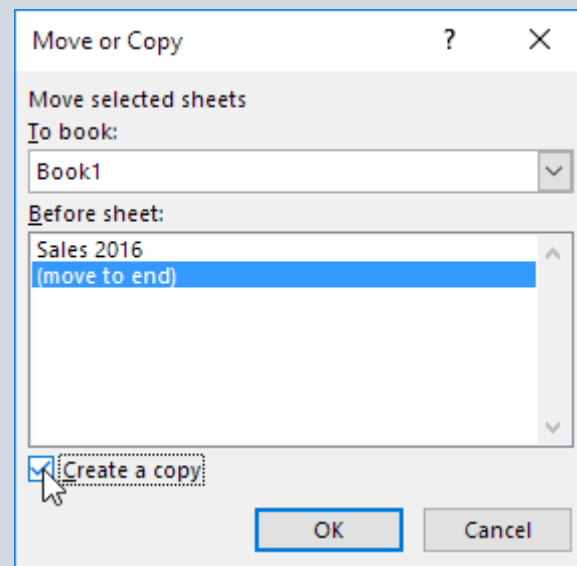 Move or Copy ?
Move selected sheets
To book:
Book1
Before sheet:
Sales 2016
(move to end)
Create a copy
OK Cancel